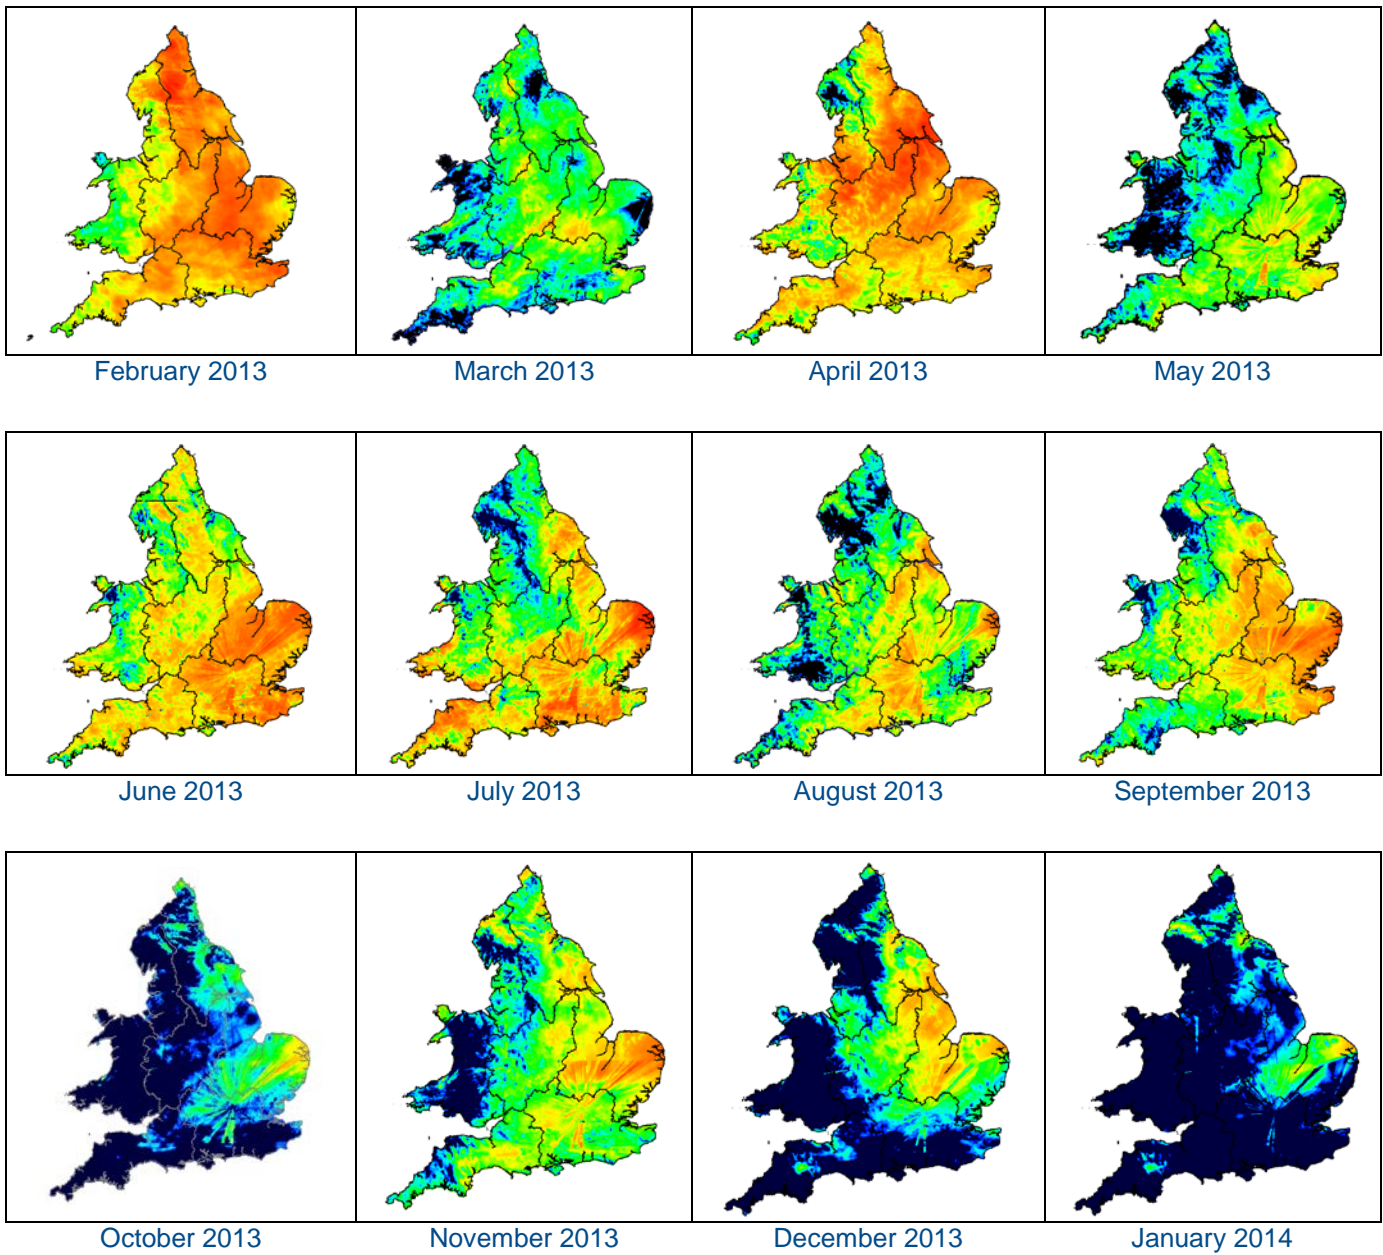 February 2013
March 2013
April 2013
May 2013
June 2013
July 2013
August 2013
September 2013
October 2013
November 2013
December 2013
January 2014